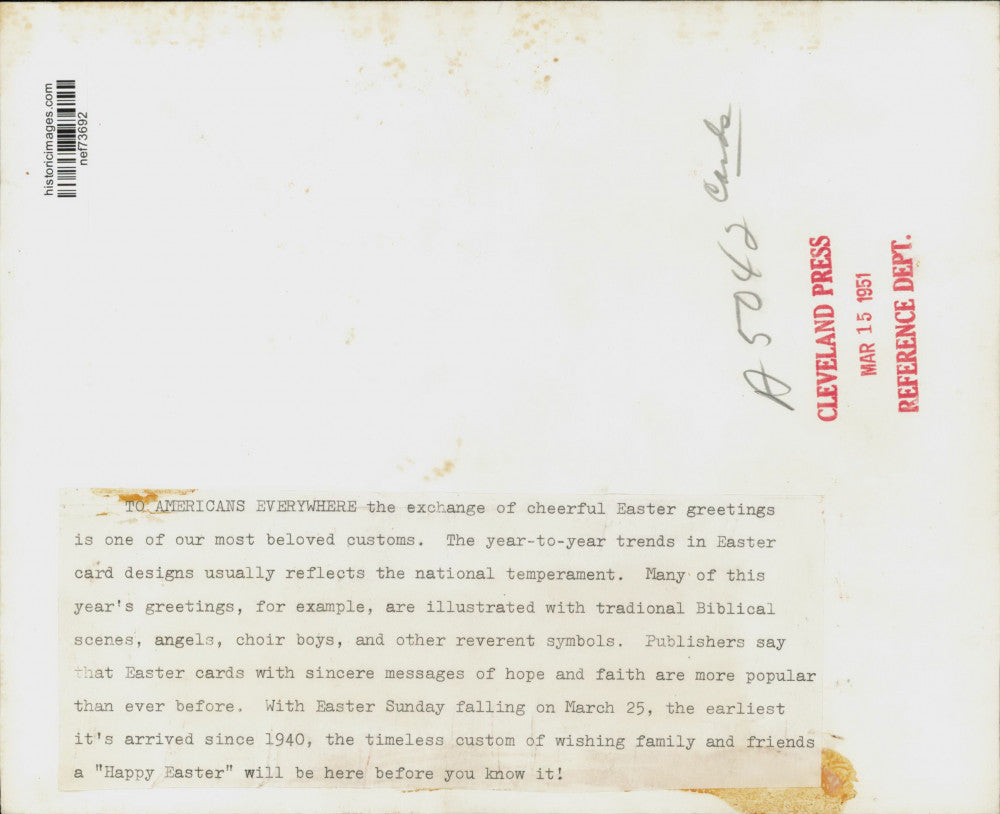 historicimages.com
nef73692
A 5042 Cards
CLEVELAND PRESS
MAR 15 1951
REFERENCE DEPT.
TO AMERICANS EVERYWHERE the exchange of cheerful Easter greetings
is one of our most beloved customs. The year-to-year trends in Easter
card designs usually reflects the national temperament. Many of this
year's greetings, for example, are illustrated with tradional Biblical
scenes, angels, choir boys, and other reverent symbols. Publishers say
that Easter cards with sincere messages of hope and faith are more popular
than ever before. With Easter Sunday falling on March 25, the earliest
it's arrived since 1940, the timeless custom of wishing family and friends
a "Happy Easter" will be here before you know it!